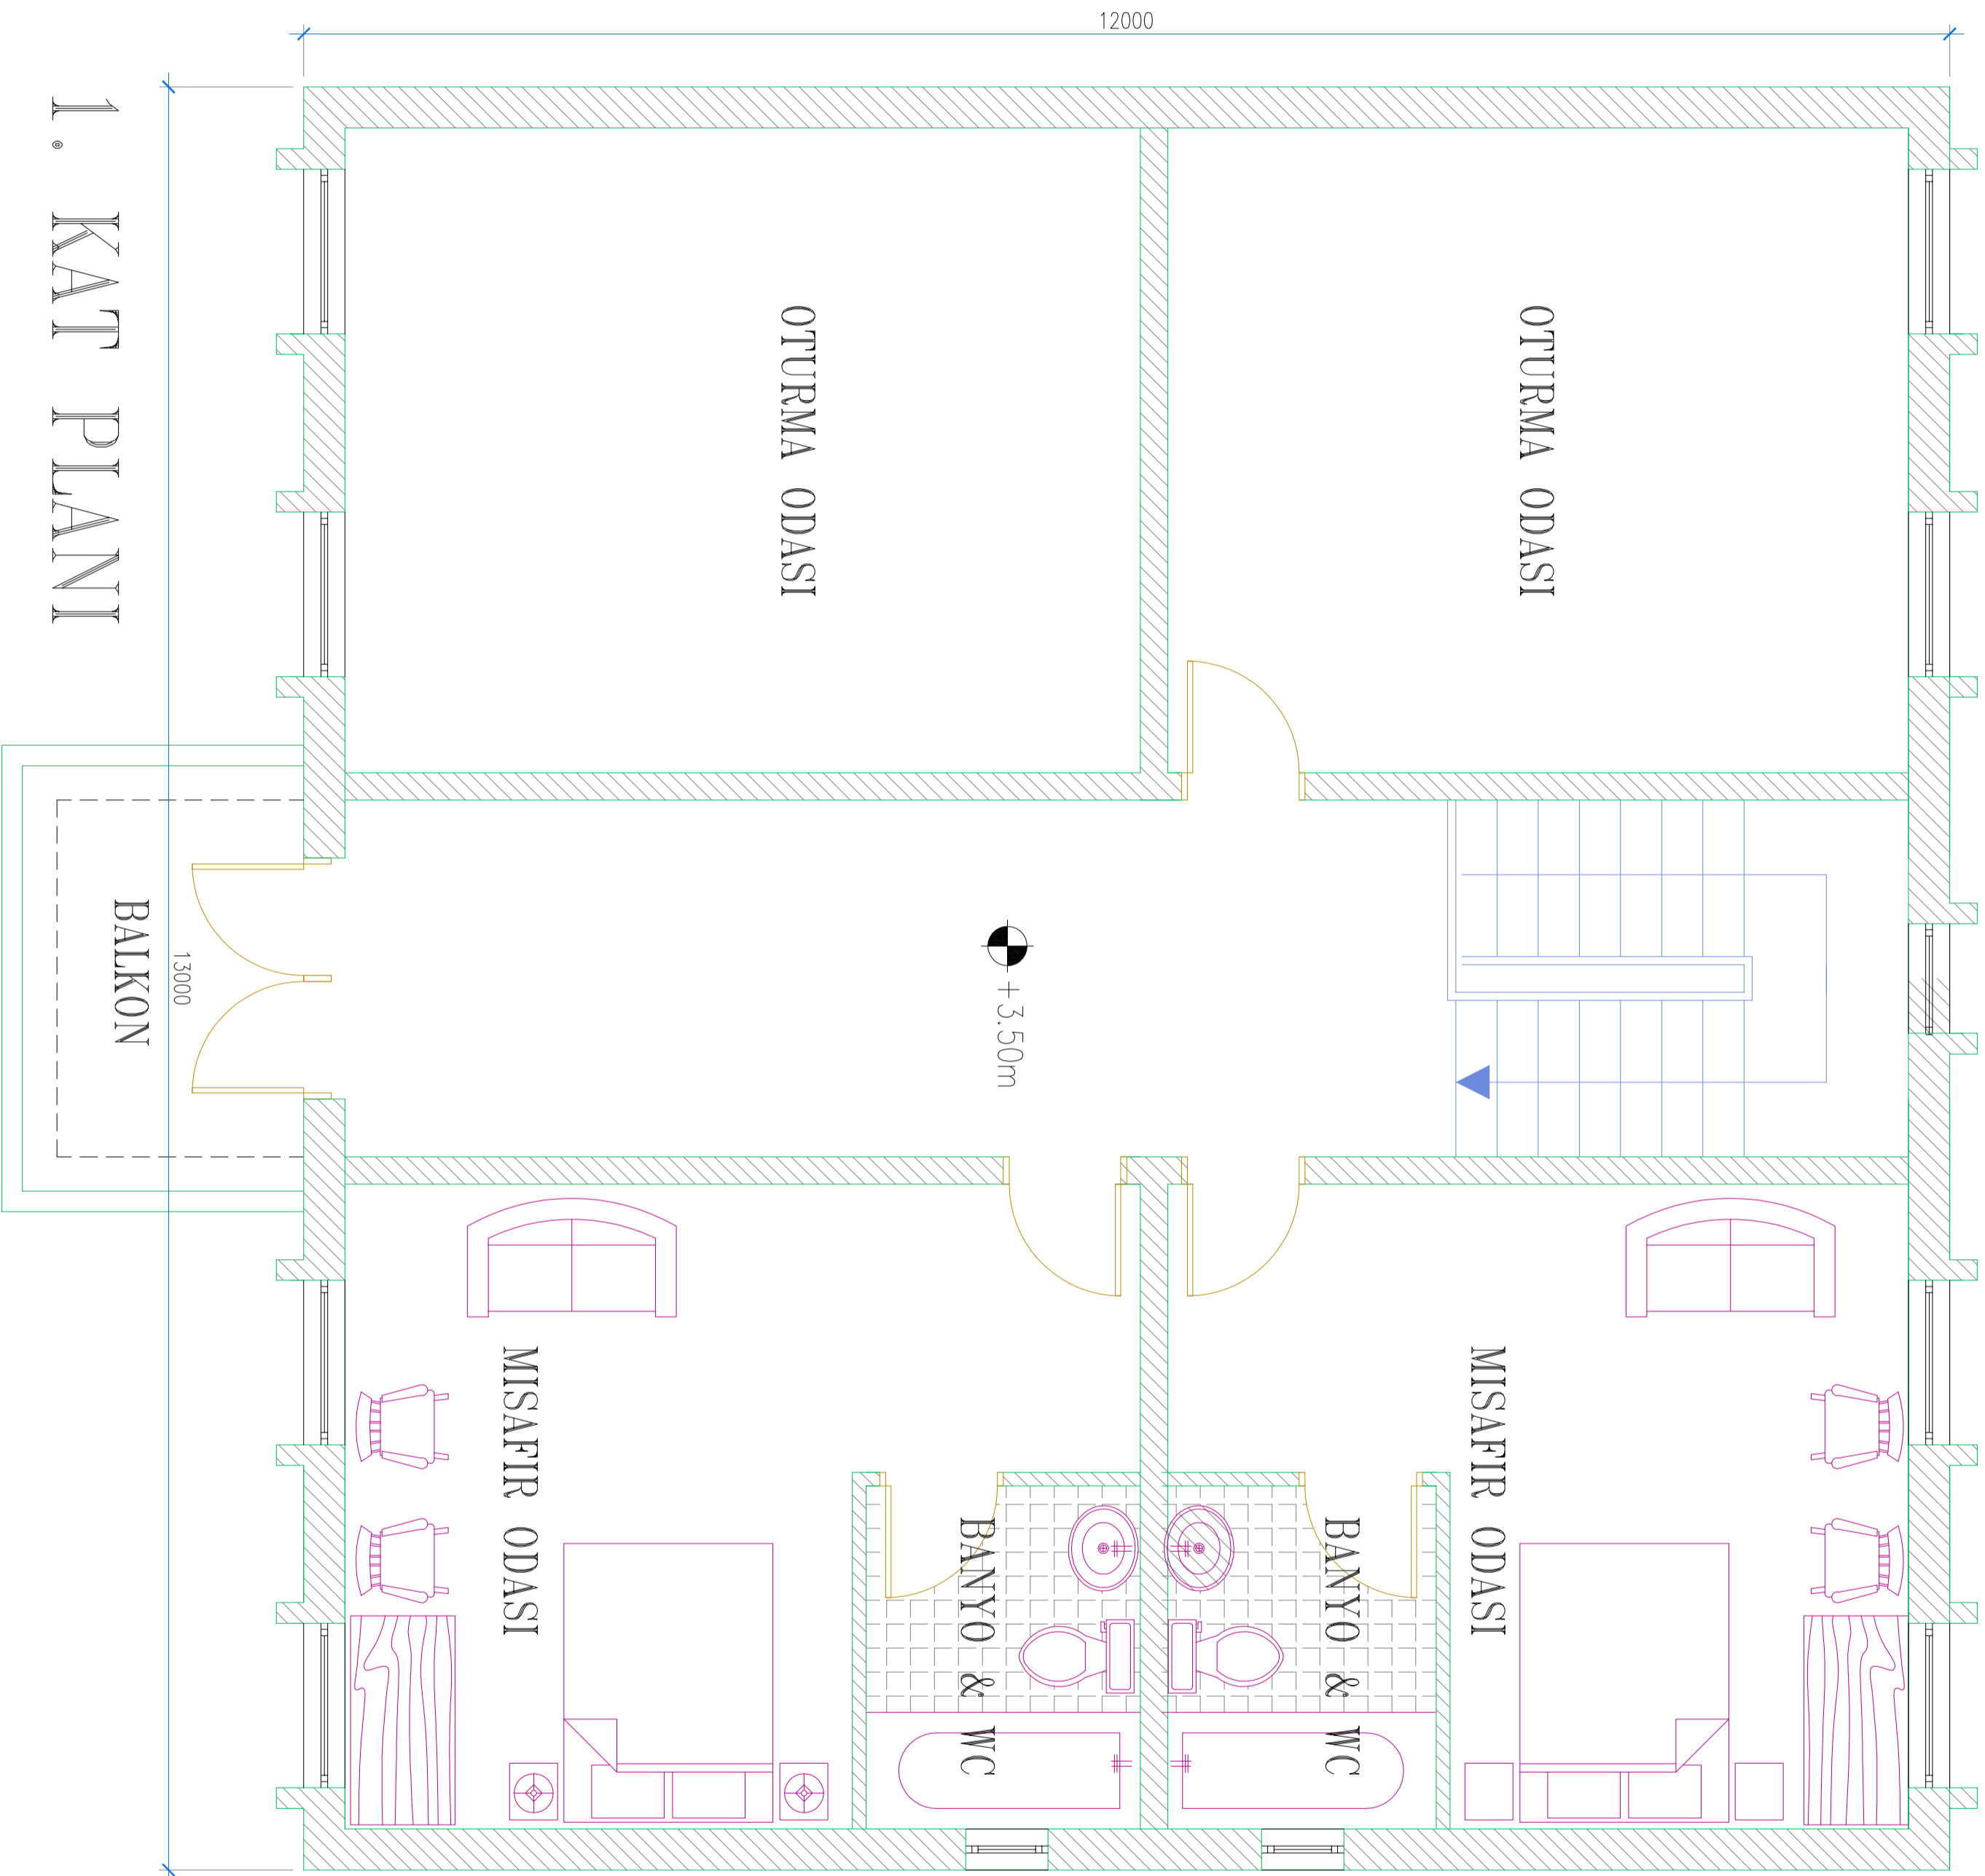 12000
1. KAT PLANI
OTURMA ODASI
OTURMA ODASI
BALKON
13000
+3.50m
MISAFIR ODASI
MISAFIR ODASI
BANYO & WC
BANYO & WC